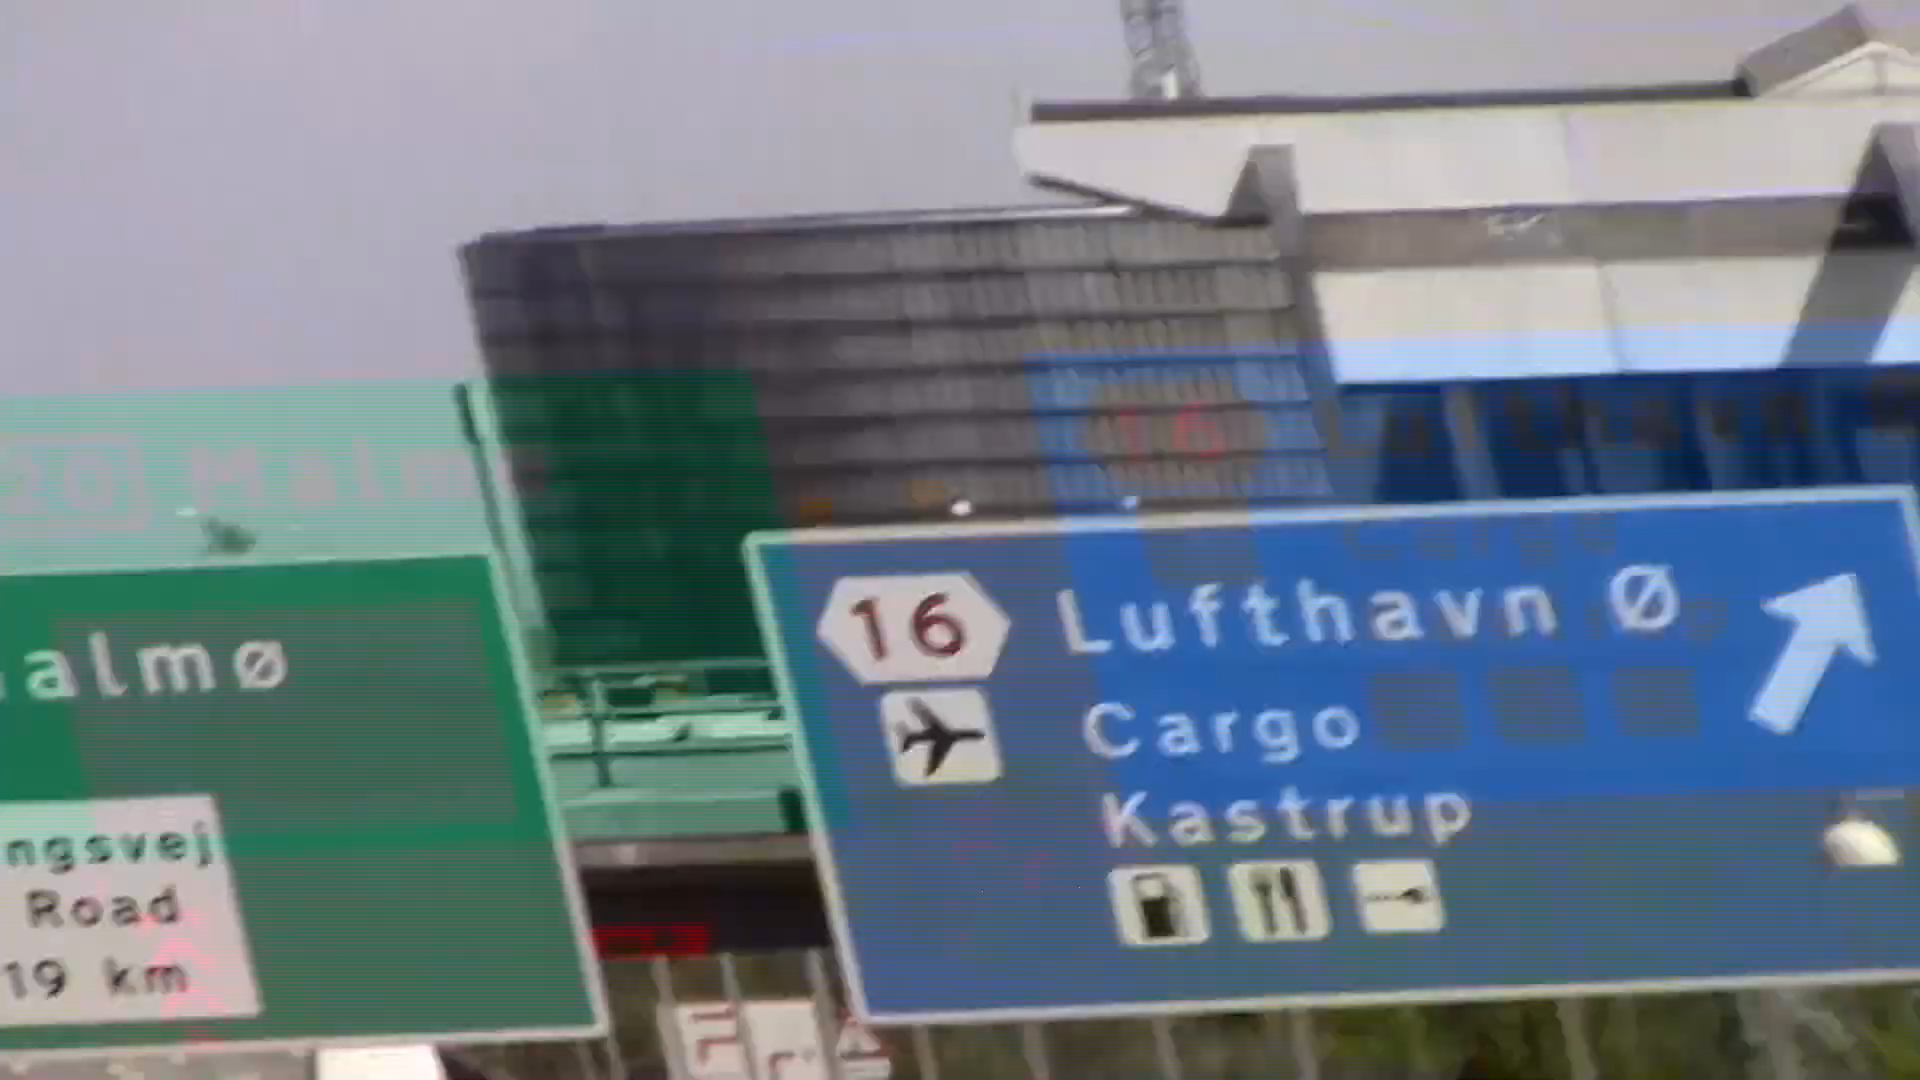 almø
ngsvej
Road
19 km
16 Lufthavn Ø
Cargo
Kastrup